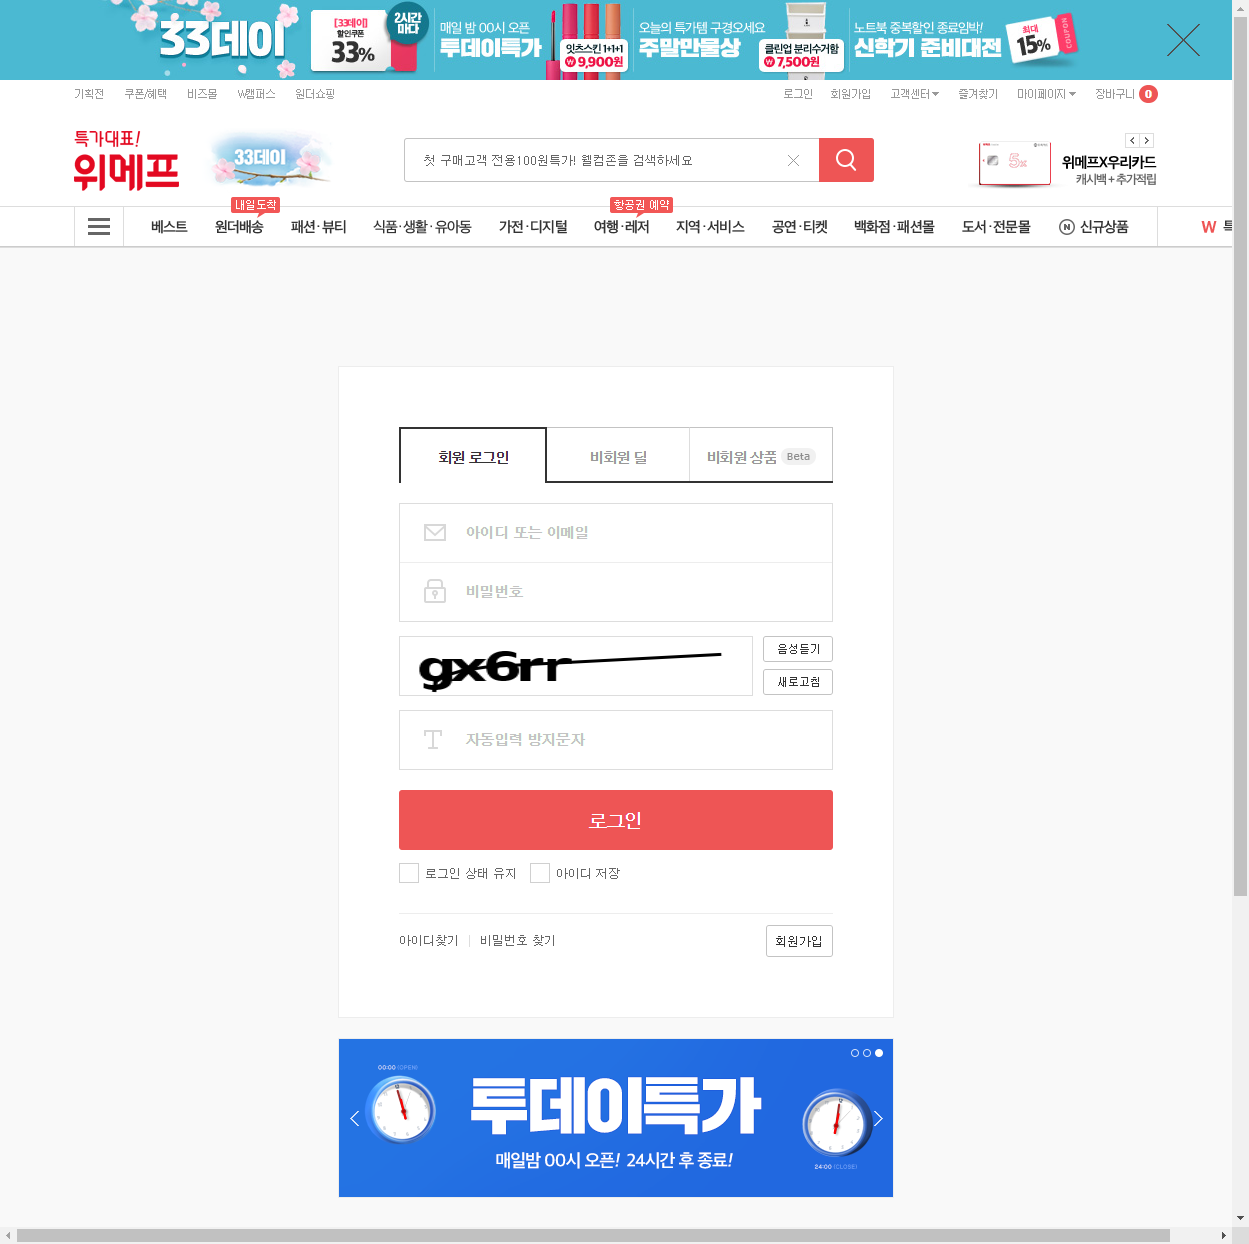 33데이
[33데이]
할인쿠폰
33%
2시간
마다
매일 밤 00시 오픈
투데이특가
잇츠스킨 1+1+1
₩9,900원
오늘의 특가템 구경오세요
주말만물상
클린업 분리수거함
₩7,500원
노트북 중복할인 종료임박!
신학기 준비대전
최대
15%
COUPON
기획전 쿠폰/혜택 비즈몰 W캠퍼스 원더쇼핑 로그인 회원가입 고객센터 즐겨찾기 마이페이지 장바구니 0
특가대표!
위메프
33데이
첫 구매고객 전용100원특가! 웰컴존을 검색하세요
5x
위메프X우리카드
캐시백 + 추가적립
내일도착
항공권 예약
베스트 원더배송 패션·뷰티 식품·생활·유아동 가전·디지털 여행·레저 지역·서비스 공연·티켓 백화점·패션몰 도서·전문몰 N 신규상품 W 특
회원 로그인 비회원 딜 비회원 상품 Beta
아이디 또는 이메일
비밀번호
gx6rr
음성듣기
새로고침
자동입력 방지문자
로그인
로그인 상태 유지 아이디 저장
아이디찾기 비밀번호 찾기 회원가입
00:00 (OPEN)
투데이특가
매일밤 00시 오픈! 24시간 후 종료!
24:00 (CLOSE)